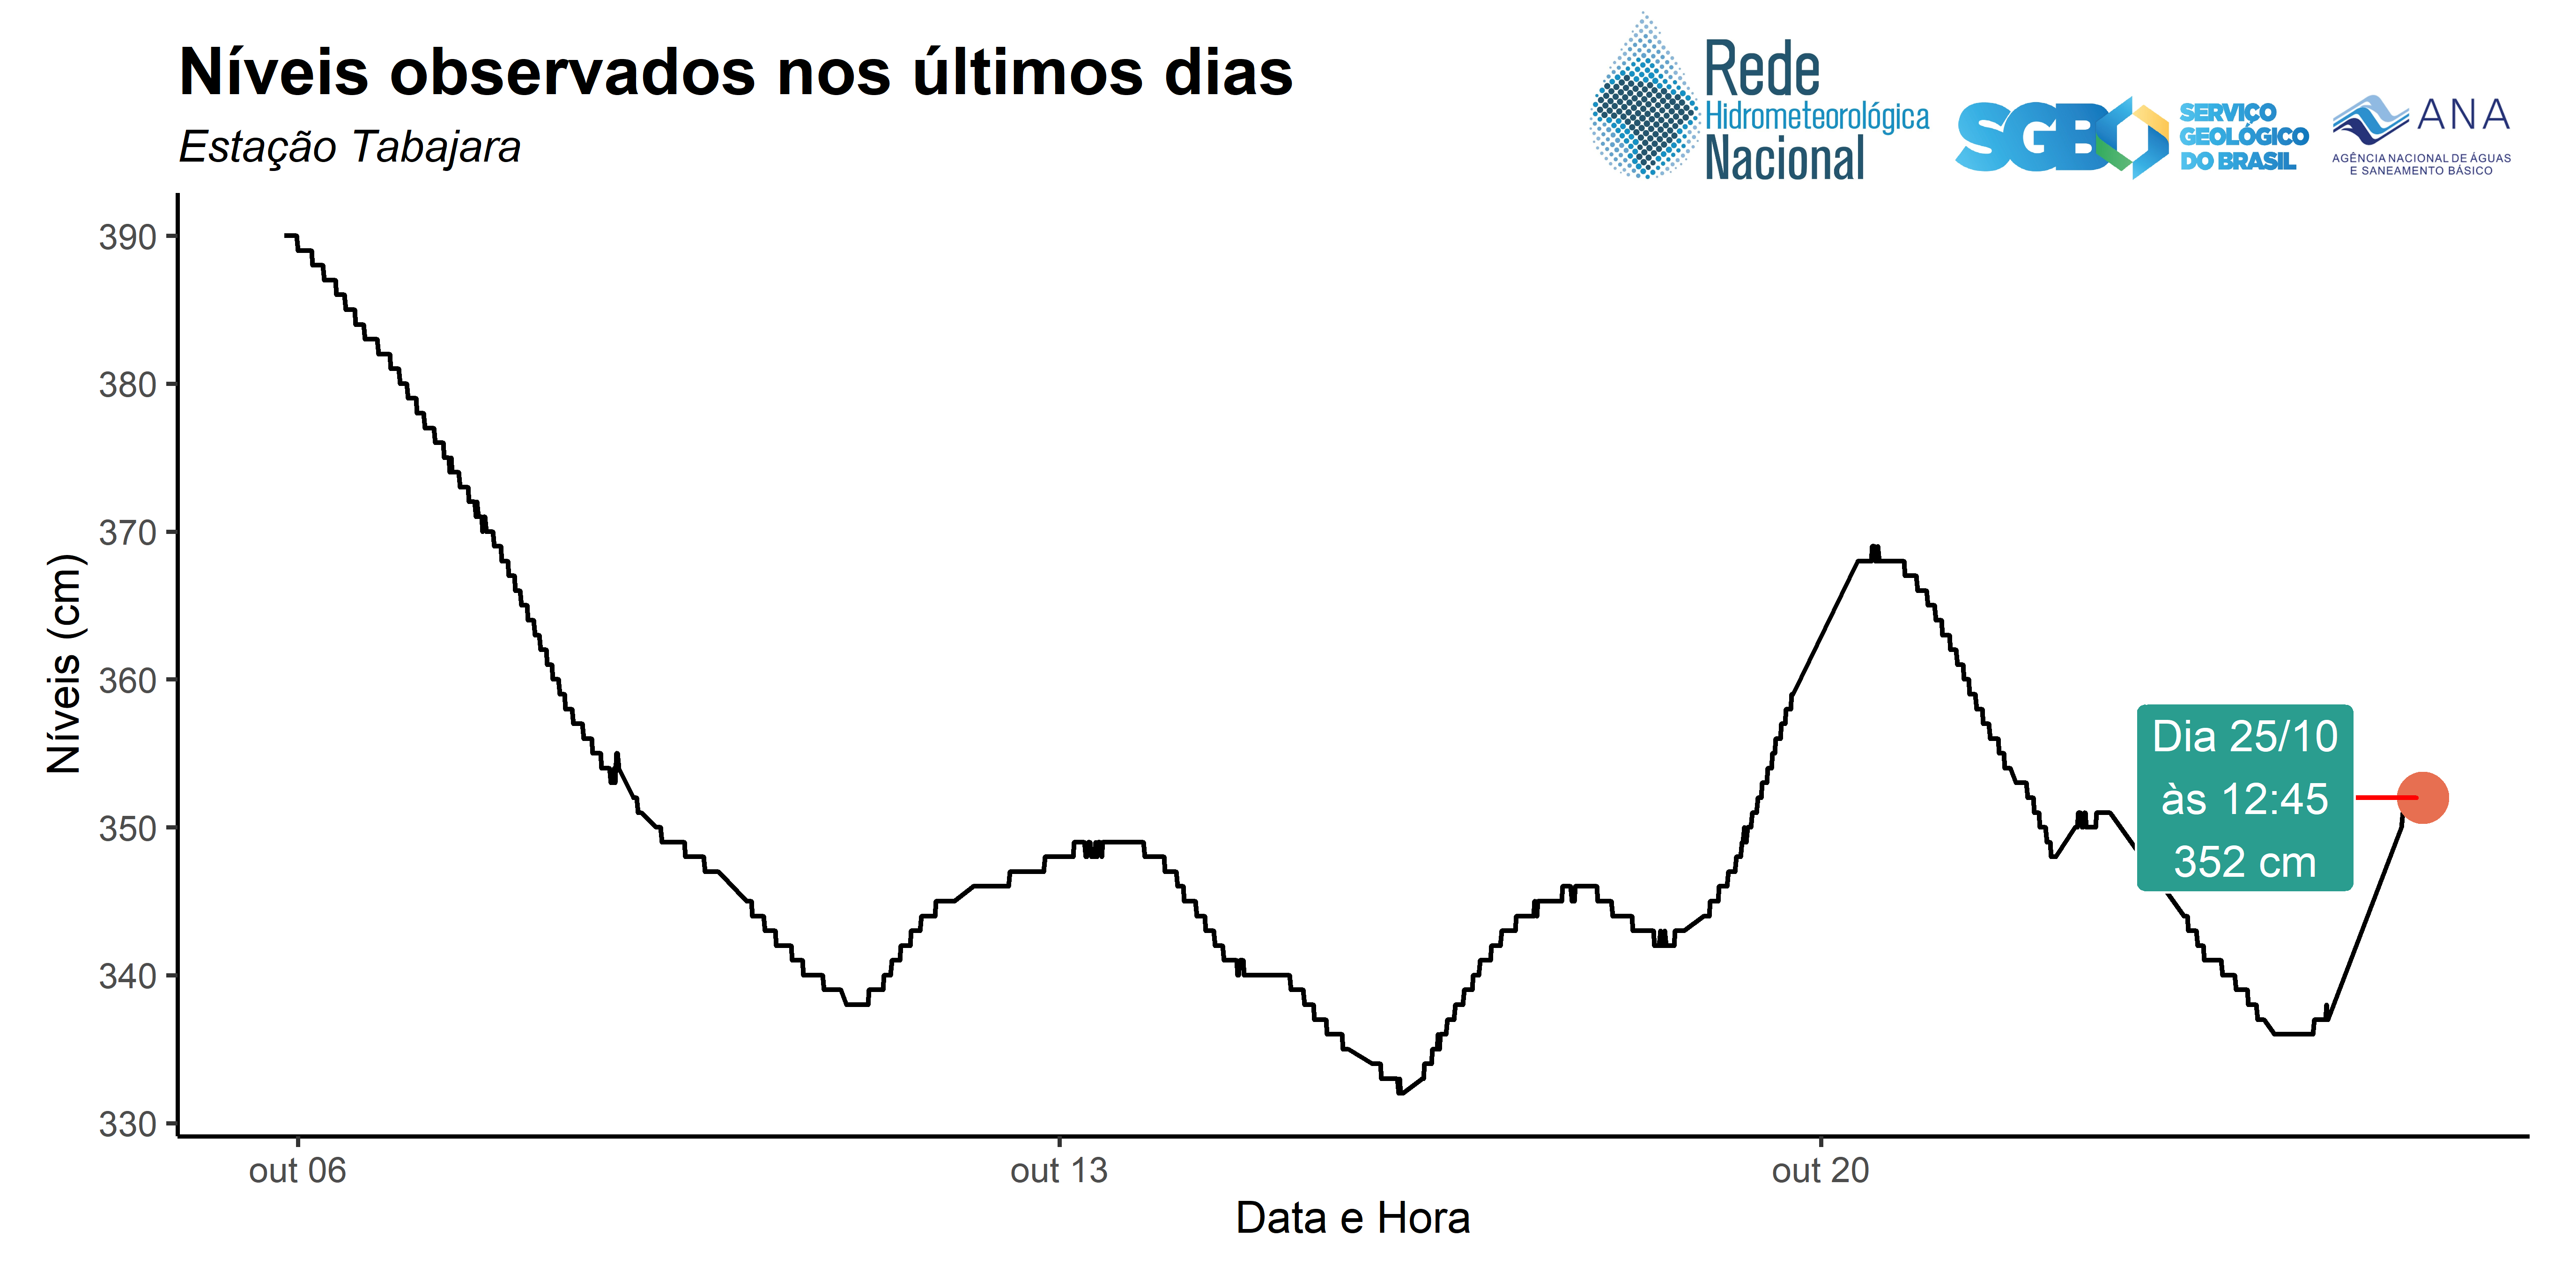 Níveis observados nos últimos dias
Estação Tabajara
Rede
Hidrometeorológica
Nacional
SGB
SERVIÇO
GEOLÓGICO
DO BRASIL
ANA
AGÊNCIA NACIONAL DE ÁGUAS
E SANEAMENTO BÁSICO
Níveis (cm)
390
380
370
360
350
340
330
Dia 25/10
às 12:45
352 cm
out 06
out 13
out 20
Data e Hora